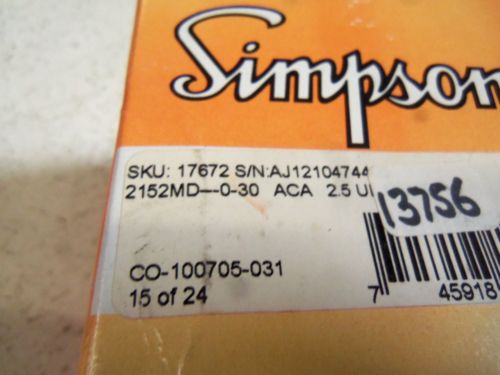 Simpson
SKU: 17672 S/N:AJ12104744
2152MD---0-30 ACA 2.5 U
13756
CO-100705-031
15 of 24
7 45918